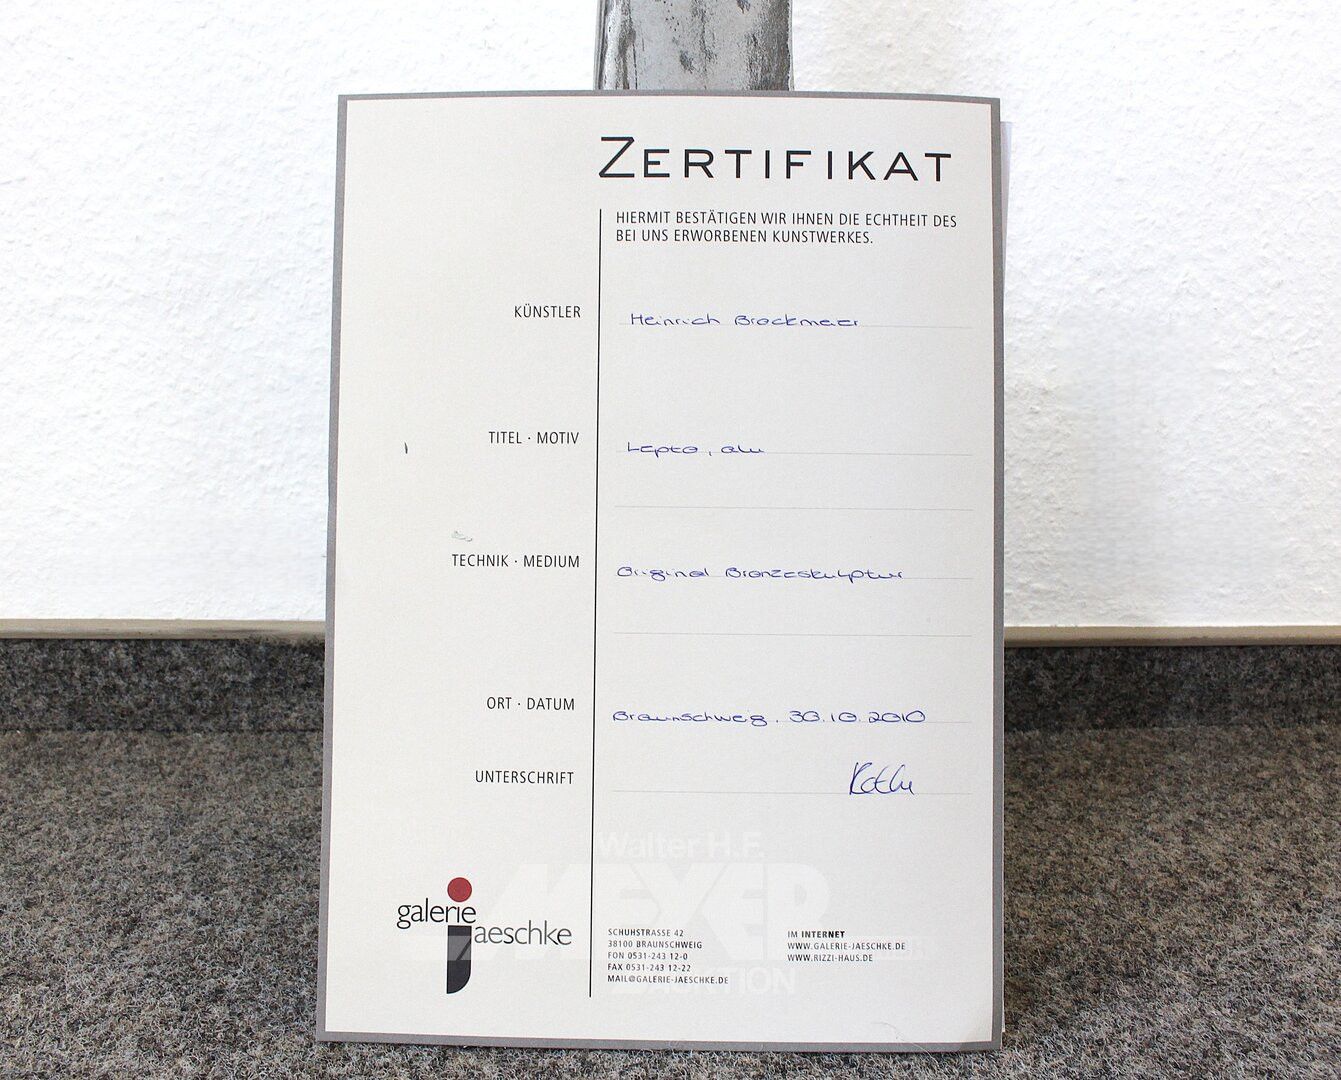 ZERTIFIKAT
HIERMIT BESTÄTIGEN WIR IHNEN DIE ECHTHEIT DES
BEI UNS ERWORBENEN KUNSTWERKES.
KÜNSTLER Heinrich Brockmeier
TITEL · MOTIV Lepto, alu
TECHNIK · MEDIUM Original Bronzeskulptur
ORT · DATUM Braunschweig, 30.10.2010
UNTERSCHRIFT
Walter H.F.
MEYER
AUKTION
galerie
jaeschke
SCHUHSTRASSE 42
38100 BRAUNSCHWEIG
FON 0531-243 12-0
FAX 0531-243 12-22
MAIL@GALERIE-JAESCHKE.DE
IM INTERNET
WWW.GALERIE-JAESCHKE.DE
WWW.RIZZI-HAUS.DE